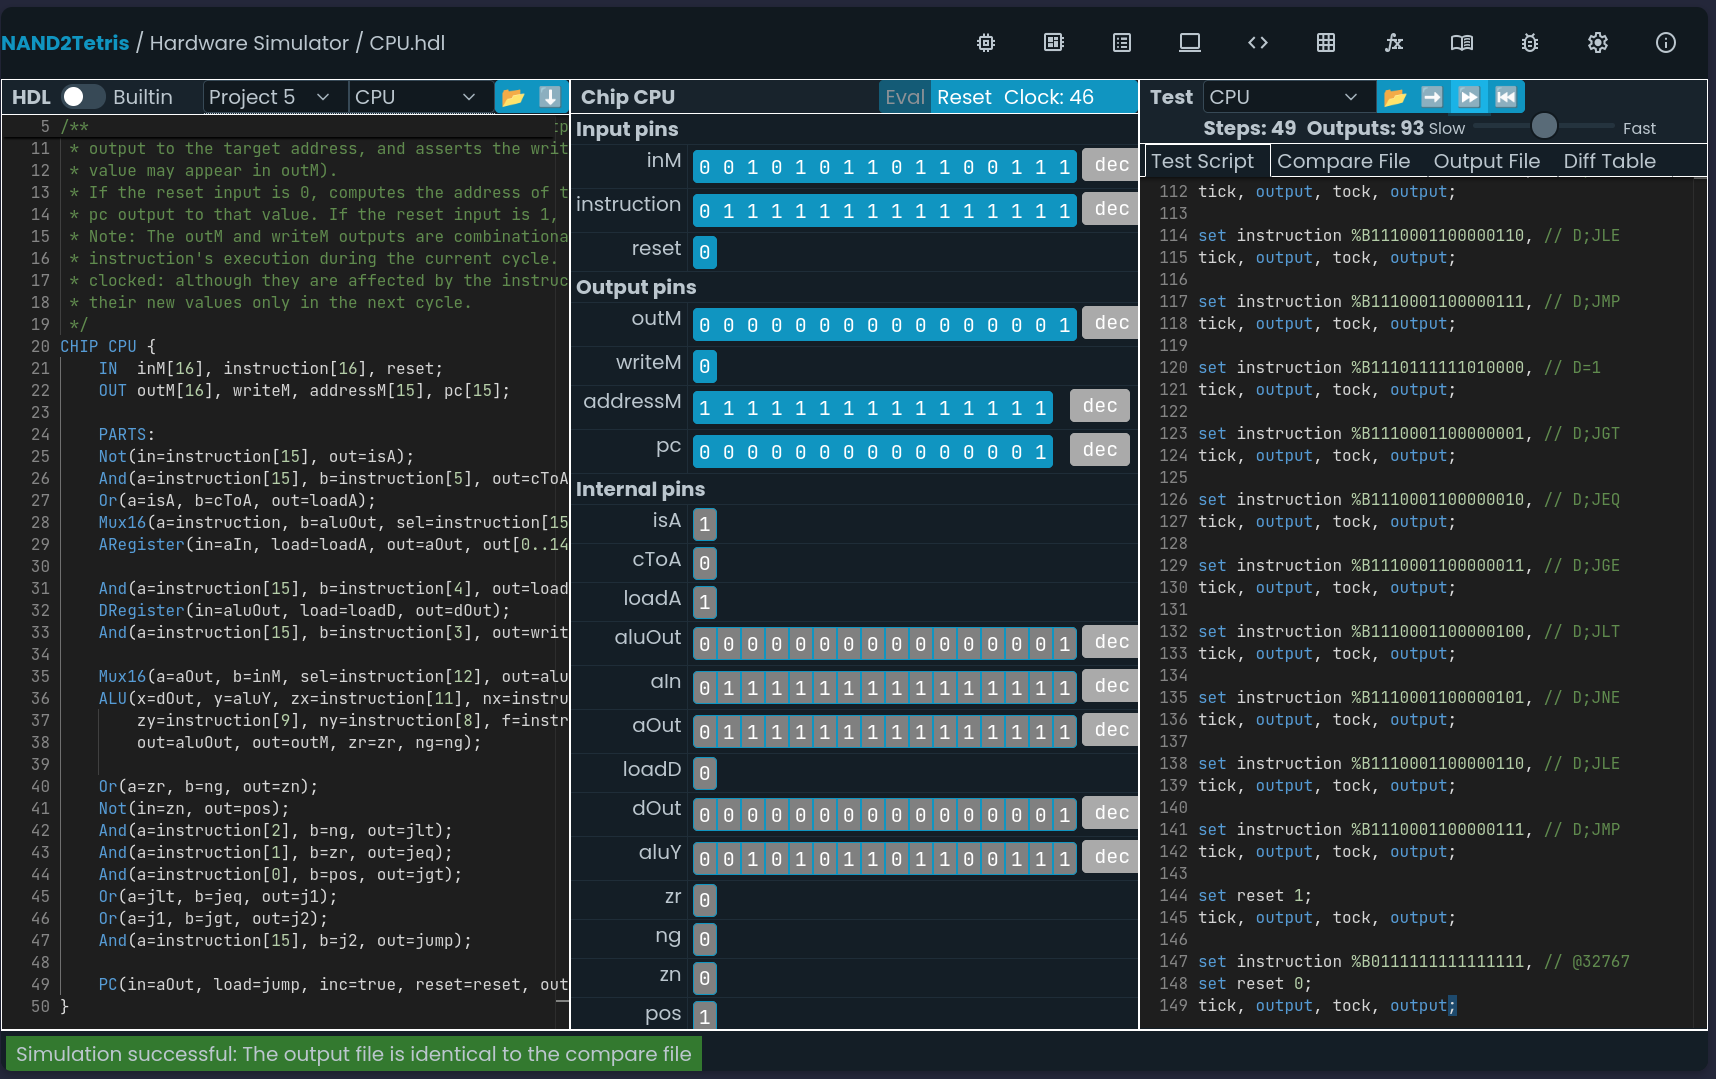 NAND2Tetris / Hardware Simulator / CPU.hdl
HDL Builtin Project 5 CPU
5 /**
11 * output to the target address, and asserts the writ
12 * value may appear in outM).
13 * If the reset input is 0, computes the address of t
14 * pc output to that value. If the reset input is 1,
15 * Note: The outM and writeM outputs are combinationa
16 * instruction's execution during the current cycle.
17 * clocked: although they are affected by the instruc
18 * their new values only in the next cycle.
19 */
20 CHIP CPU {
21 IN inM[16], instruction[16], reset;
22 OUT outM[16], writeM, addressM[15], pc[15];
23
24 PARTS:
25 Not(in=instruction[15], out=isA);
26 And(a=instruction[15], b=instruction[5], out=cToA
27 Or(a=isA, b=cToA, out=loadA);
28 Mux16(a=instruction, b=aluOut, sel=instruction[15
29 ARegister(in=aIn, load=loadA, out=aOut, out[0..14
30
31 And(a=instruction[15], b=instruction[4], out=load
32 DRegister(in=aluOut, load=loadD, out=dOut);
33 And(a=instruction[15], b=instruction[3], out=writ
34
35 Mux16(a=aOut, b=inM, sel=instruction[12], out=alu
36 ALU(x=dOut, y=aluY, zx=instruction[11], nx=instru
37 zy=instruction[9], ny=instruction[8], f=instr
38 out=aluOut, out=outM, zr=zr, ng=ng);
39
40 Or(a=zr, b=ng, out=zn);
41 Not(in=zn, out=pos);
42 And(a=instruction[2], b=ng, out=jlt);
43 And(a=instruction[1], b=zr, out=jeq);
44 And(a=instruction[0], b=pos, out=jgt);
45 Or(a=jlt, b=jeq, out=j1);
46 Or(a=j1, b=jgt, out=j2);
47 And(a=instruction[15], b=j2, out=jump);
48
49 PC(in=aOut, load=jump, inc=true, reset=reset, out
50 }
Chip CPU Eval Reset Clock: 46
Input pins
inM 0 0 1 0 1 0 1 1 0 1 1 0 0 1 1 1 dec
instruction 0 1 1 1 1 1 1 1 1 1 1 1 1 1 1 1 dec
reset 0
Output pins
outM 0 0 0 0 0 0 0 0 0 0 0 0 0 0 0 1 dec
writeM 0
addressM 1 1 1 1 1 1 1 1 1 1 1 1 1 1 1 dec
pc 0 0 0 0 0 0 0 0 0 0 0 0 0 0 1 dec
Internal pins
isA 1
cToA 0
loadA 1
aluOut 0 0 0 0 0 0 0 0 0 0 0 0 0 0 0 1 dec
aIn 0 1 1 1 1 1 1 1 1 1 1 1 1 1 1 1 dec
aOut 0 1 1 1 1 1 1 1 1 1 1 1 1 1 1 1 dec
loadD 0
dOut 0 0 0 0 0 0 0 0 0 0 0 0 0 0 0 1 dec
aluY 0 0 1 0 1 0 1 1 0 1 1 0 0 1 1 1 dec
zr 0
ng 0
zn 0
pos 1
Test CPU
Steps: 49 Outputs: 93 Slow Fast
Test Script Compare File Output File Diff Table
112 tick, output, tock, output;
113
114 set instruction %B1110001100000110, // D;JLE
115 tick, output, tock, output;
116
117 set instruction %B1110001100000111, // D;JMP
118 tick, output, tock, output;
119
120 set instruction %B1110111111010000, // D=1
121 tick, output, tock, output;
122
123 set instruction %B1110001100000001, // D;JGT
124 tick, output, tock, output;
125
126 set instruction %B1110001100000010, // D;JEQ
127 tick, output, tock, output;
128
129 set instruction %B1110001100000011, // D;JGE
130 tick, output, tock, output;
131
132 set instruction %B1110001100000100, // D;JLT
133 tick, output, tock, output;
134
135 set instruction %B1110001100000101, // D;JNE
136 tick, output, tock, output;
137
138 set instruction %B1110001100000110, // D;JLE
139 tick, output, tock, output;
140
141 set instruction %B1110001100000111, // D;JMP
142 tick, output, tock, output;
143
144 set reset 1;
145 tick, output, tock, output;
146
147 set instruction %B0111111111111111, // @32767
148 set reset 0;
149 tick, output, tock, output;
Simulation successful: The output file is identical to the compare file